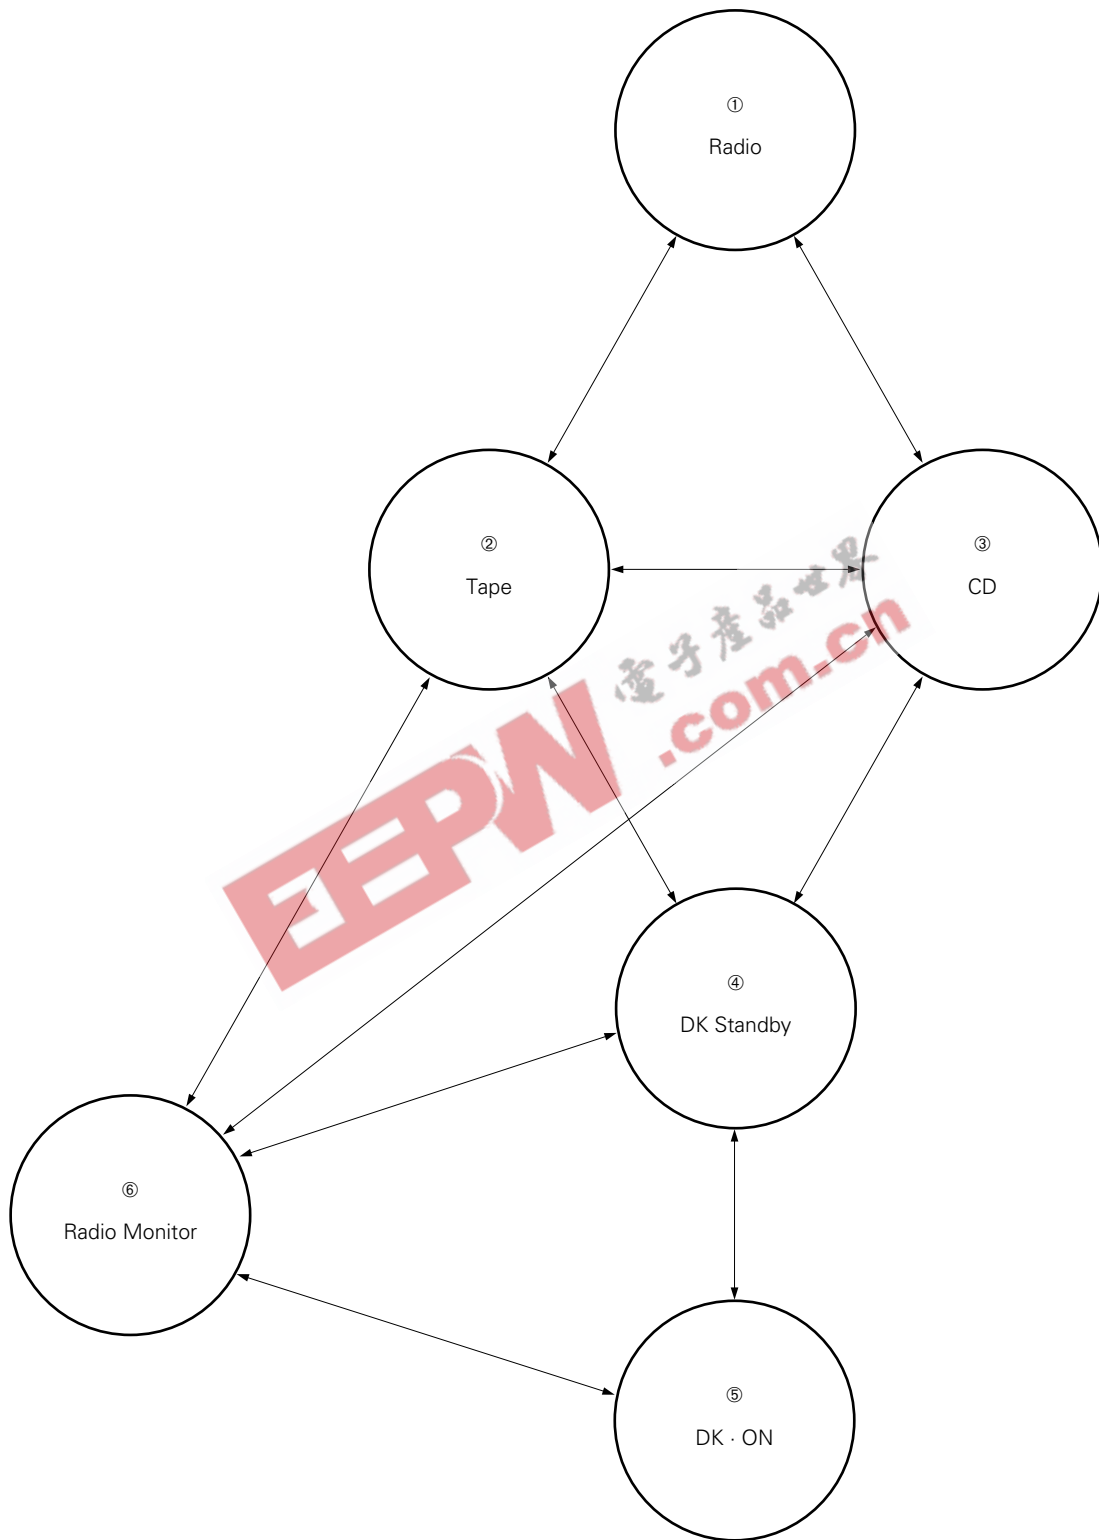 ①
Radio
②
Tape
③
CD
電子產品世界
.com.cn
EEPW
④
DK Standby
⑥
Radio Monitor
⑤
DK · ON